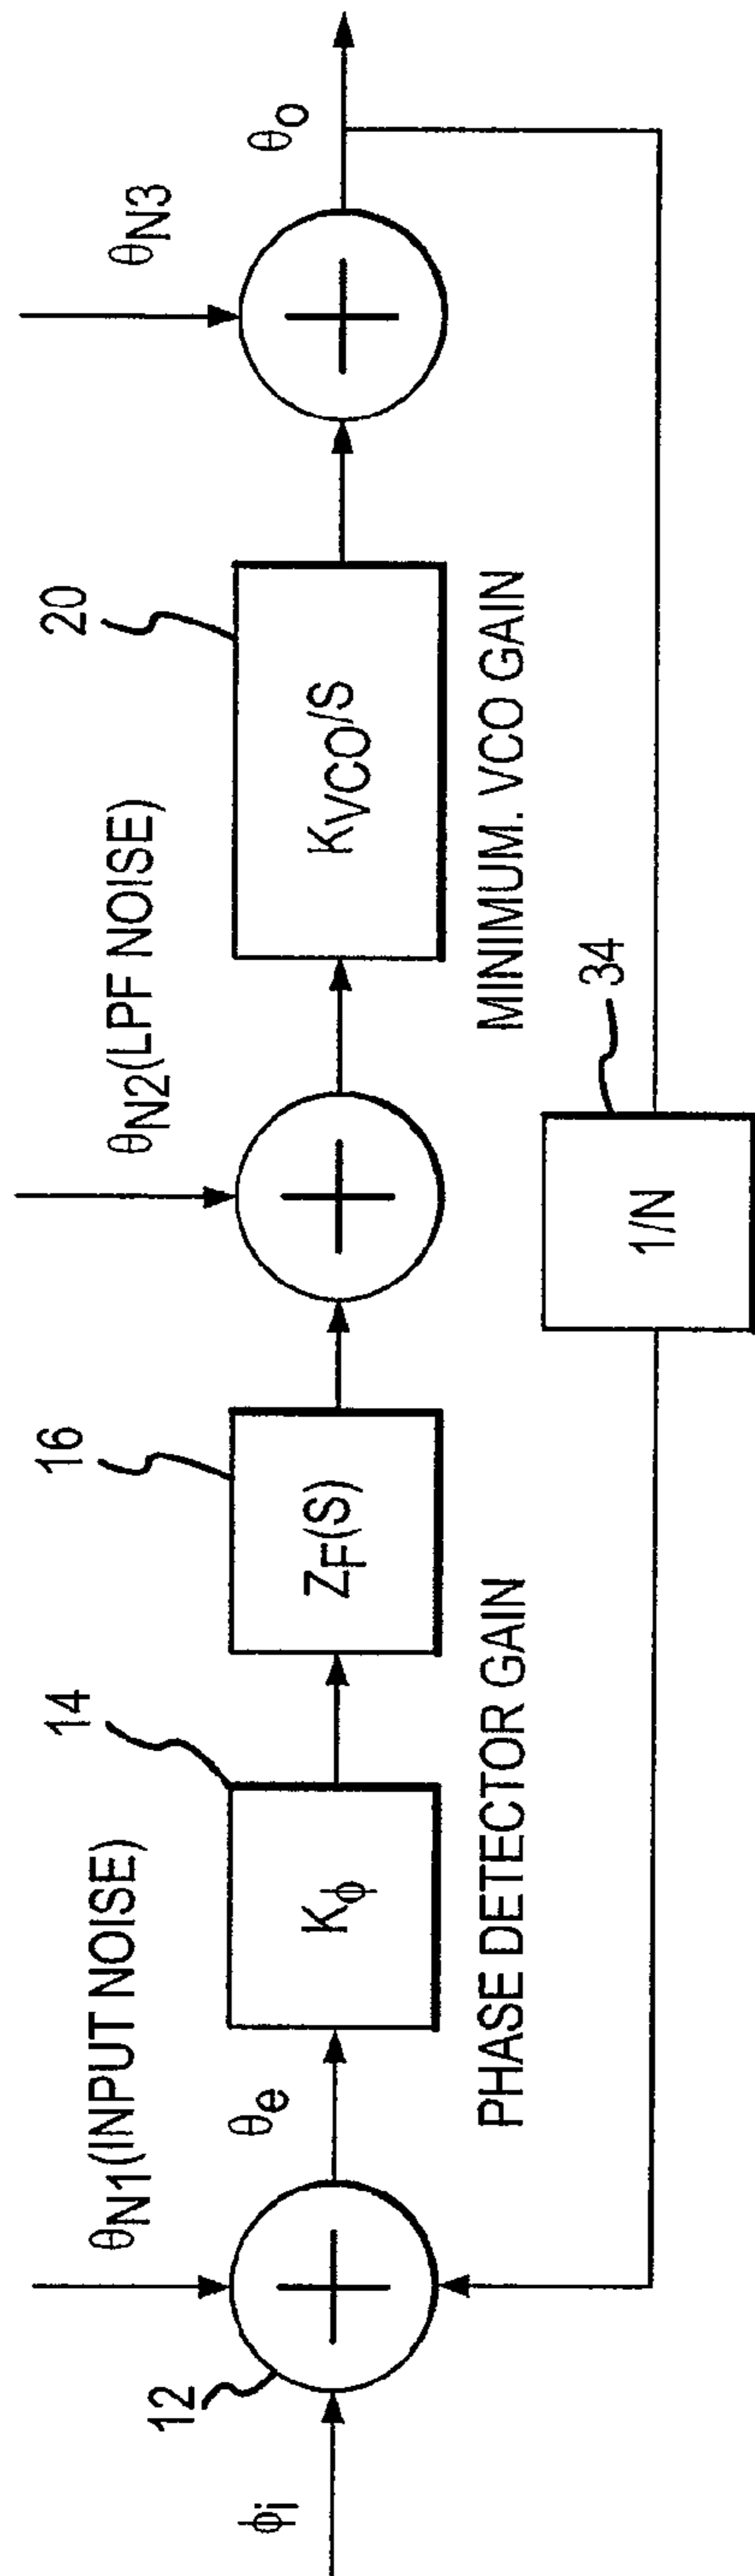 θN1(INPUT NOISE)
θN2(LPF NOISE)
θN3
14
16
20
12
ϕi
θe
Kϕ
ZF(S)
KVCO/S
θo
PHASE DETECTOR GAIN
MINIMUM. VCO GAIN
34
1/N